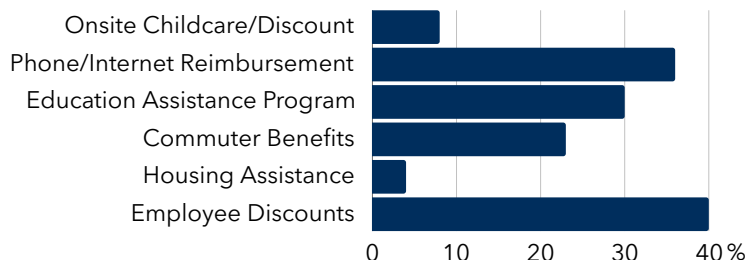 Onsite Childcare/Discount
Phone/Internet Reimbursement
Education Assistance Program
Commuter Benefits
Housing Assistance
Employee Discounts
0 10 20 30 40 %